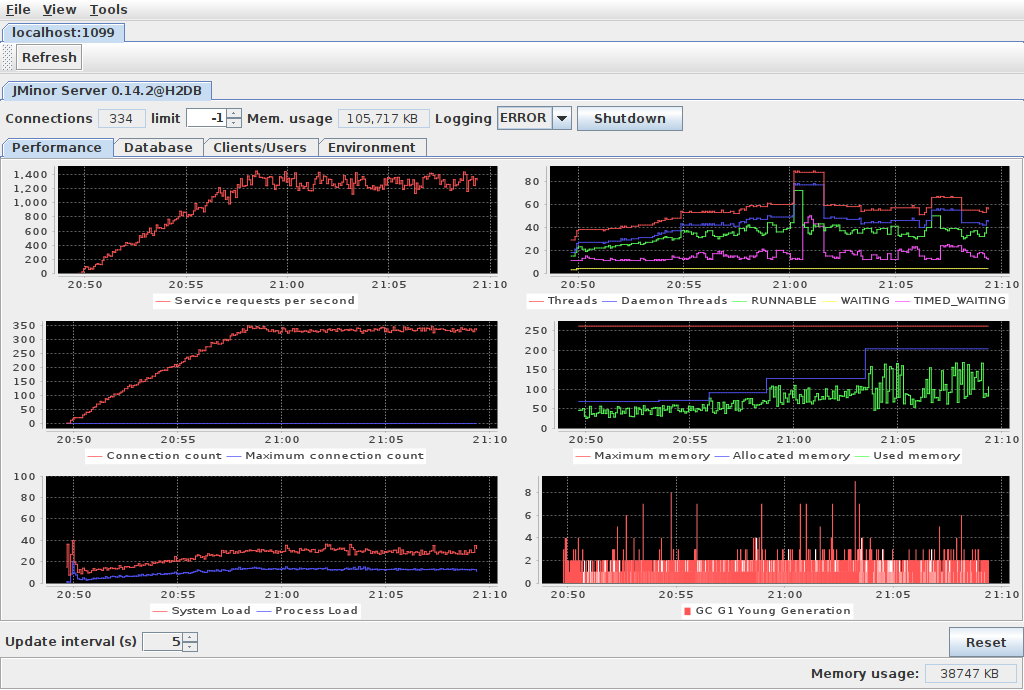 File View Tools
localhost:1099
Refresh
JMinor Server 0.14.2@H2DB
Connections 334 limit -1 Mem. usage 105,717 KB Logging ERROR Shutdown
Performance Database Clients/Users Environment
1,400
1,200
1,000
800
600
400
200
0
20:50 20:55 21:00 21:05 21:10
Service requests per second
80
60
40
20
0
20:50 20:55 21:00 21:05 21:10
Threads Daemon Threads RUNNABLE WAITING TIMED_WAITING
350
300
250
200
150
100
50
0
20:50 20:55 21:00 21:05 21:10
Connection count Maximum connection count
250
200
150
100
50
0
20:50 20:55 21:00 21:05 21:10
Maximum memory Allocated memory Used memory
100
80
60
40
20
0
20:50 20:55 21:00 21:05 21:10
System Load Process Load
8
6
4
2
0
20:50 20:55 21:00 21:05 21:10
GC G1 Young Generation
Update interval (s) 5 Reset
Memory usage: 38747 KB